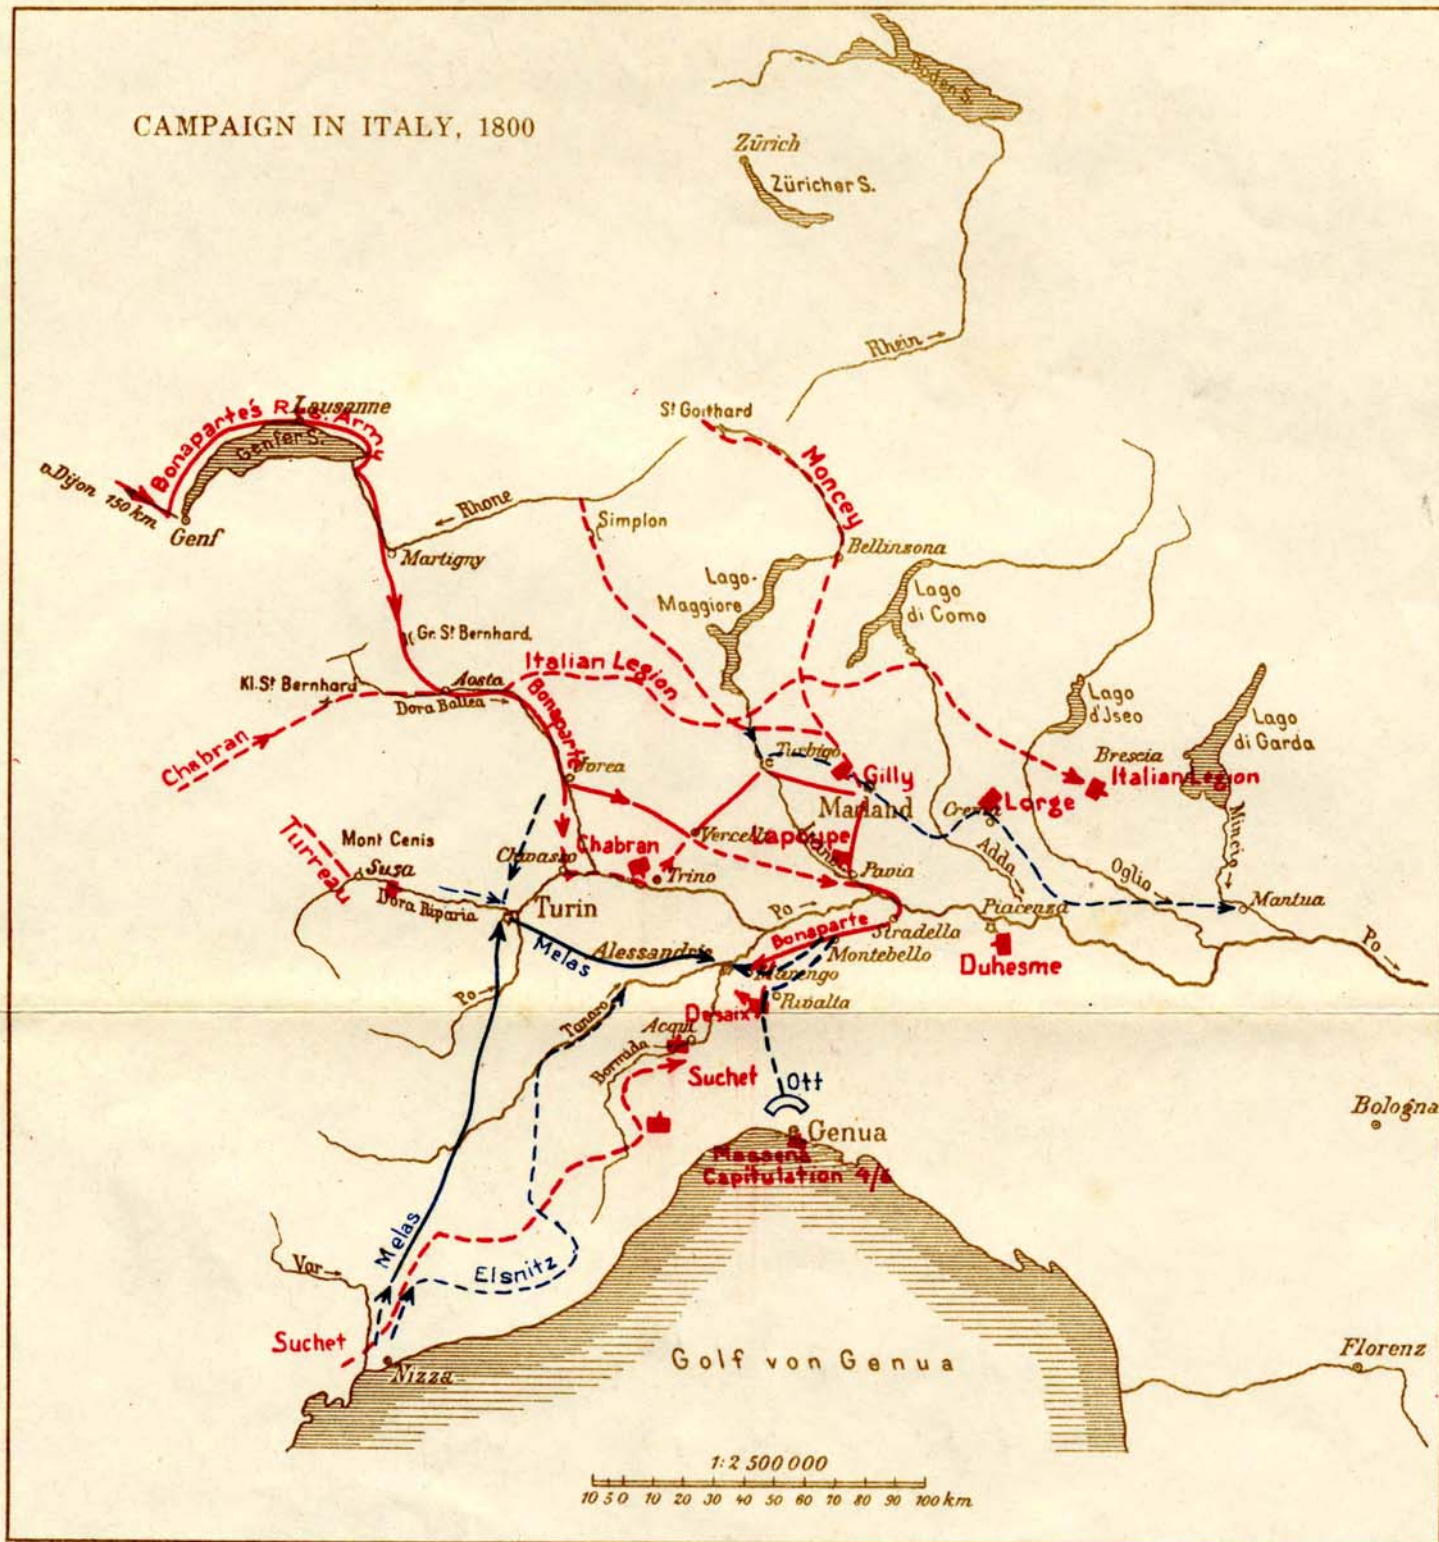 CAMPAIGN IN ITALY, 1800
Boden S.
Zürich
Züricher S.
Rhein
Lausanne
Bonaparte's Res. Army
Genfer S.
v. Dijon 150 km
Genf
St Gotthard
Moncey
Rhone
Simplon
Martigny
Bellinzona
Lago-
Maggiore
Lago
di Como
Gr. St Bernhard.
Italian Legion
Kl. St Bernhard
Aosta
Dora Baltea
Bonaparte
Chabran
Lago
d'Jseo
Lago
di Garda
Turbigo
Brescia
Jvrea
Gilly
Italian Legion
Mailand
Crema
Lorge
Mincio
Turreau
Mont Cenis
Susa
Dora Riparia
Chivasso
Chabran
Vercelli
Lapoupe
Trino
Pavia
Adda
Oglio
Turin
Po
Piacenza
Mantua
Melas
Alessandria
Bonaparte
Stradella
Montebello
Duhesme
Po
Marengo
Po
Tanaro
Desaix
Rivalta
Acqui
Bormida
Suchet
Ott
Genua
Massena
Capitulation 4/6
Bologna
Melas
Var
Elsnitz
Suchet
Nizza
Golf von Genua
Florenz
1:2 500 000
10 5 0 10 20 30 40 50 60 70 80 90 100 km